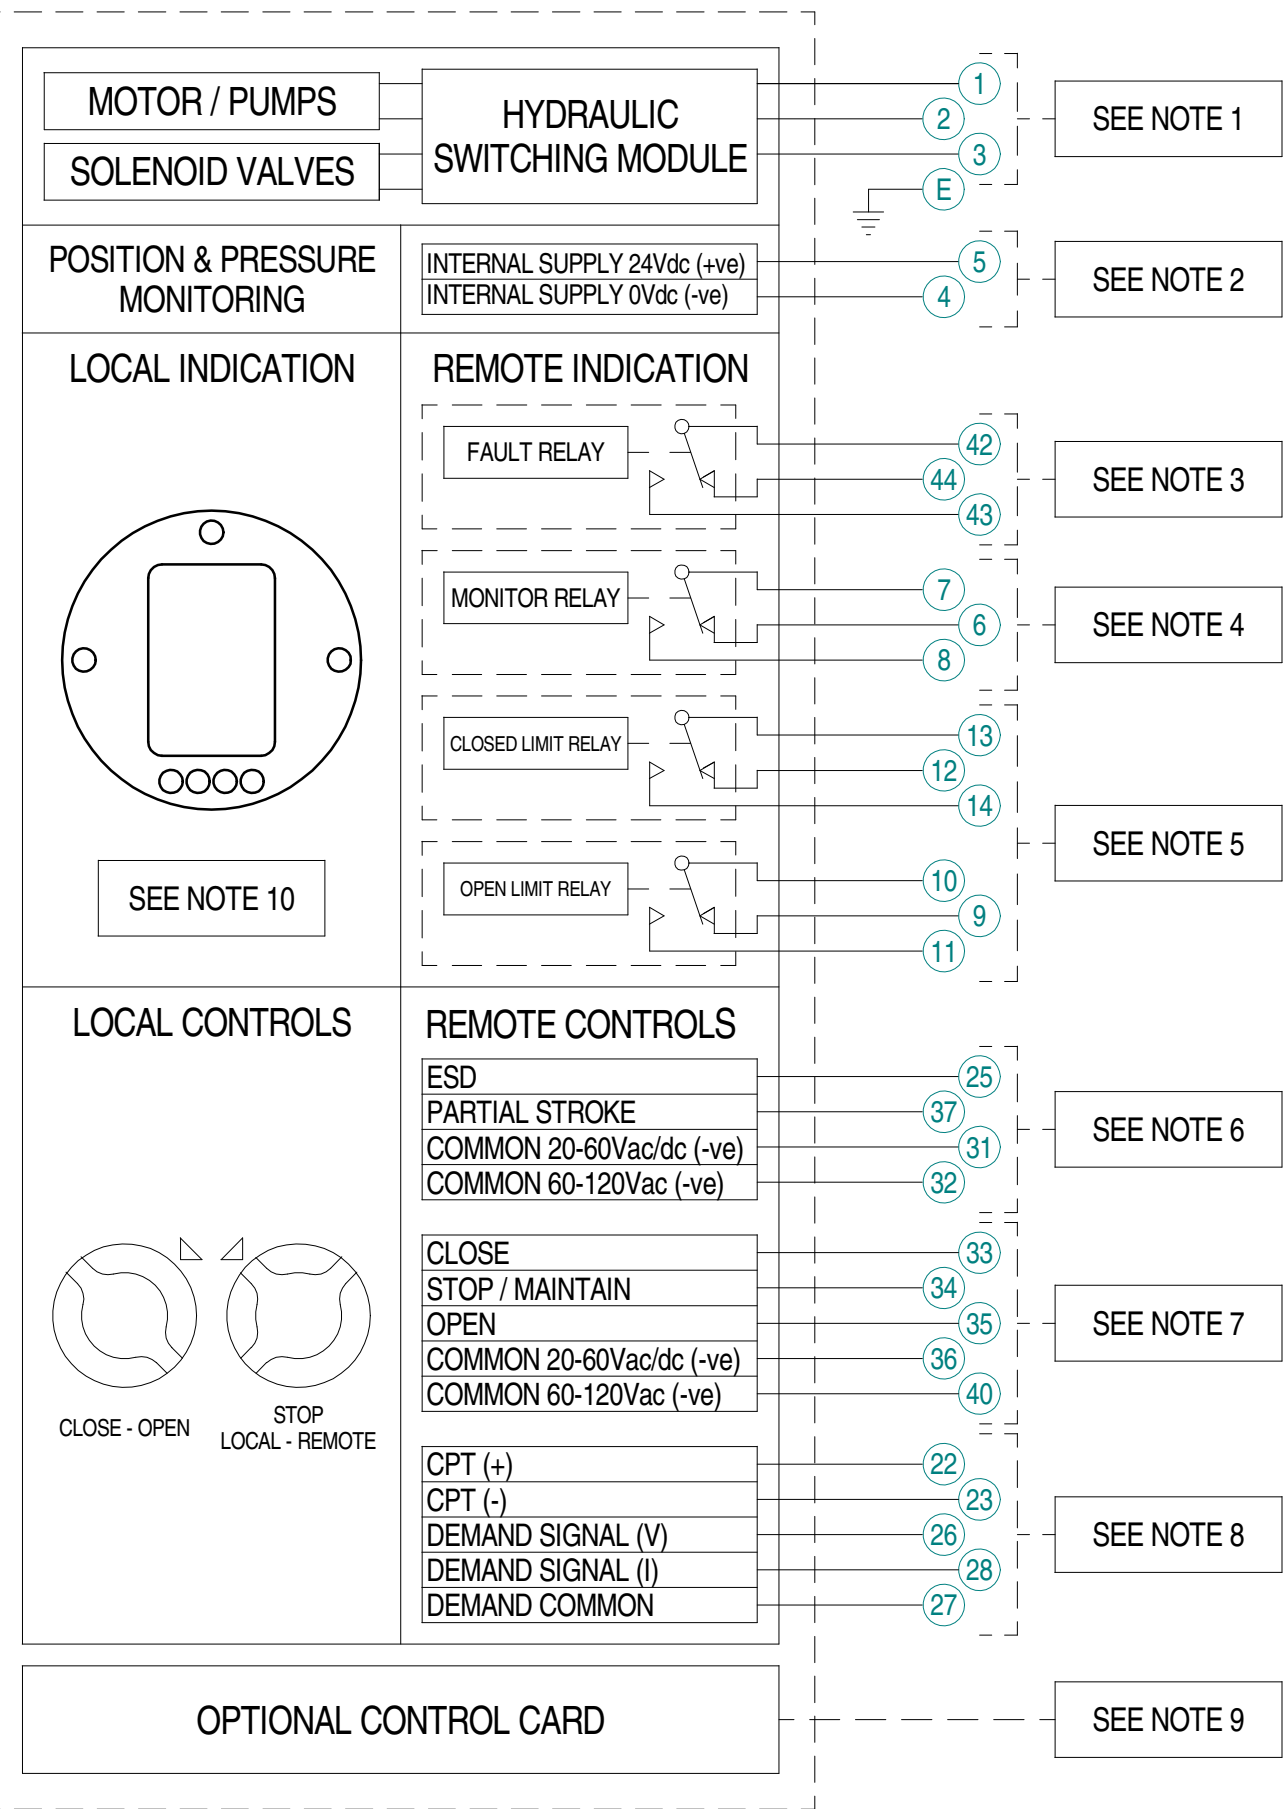 MOTOR / PUMPS
SOLENOID VALVES
HYDRAULIC
SWITCHING MODULE
1
2
3
E
SEE NOTE 1
POSITION & PRESSURE
MONITORING
INTERNAL SUPPLY 24Vdc (+ve)
INTERNAL SUPPLY 0Vdc (-ve)
5
4
SEE NOTE 2
LOCAL INDICATION
SEE NOTE 10
REMOTE INDICATION
FAULT RELAY
42
44
43
SEE NOTE 3
MONITOR RELAY
7
6
8
SEE NOTE 4
CLOSED LIMIT RELAY
13
12
14
OPEN LIMIT RELAY
10
9
11
SEE NOTE 5
LOCAL CONTROLS
CLOSE - OPEN
STOP
LOCAL - REMOTE
REMOTE CONTROLS
ESD
PARTIAL STROKE
COMMON 20-60Vac/dc (-ve)
COMMON 60-120Vac (-ve)
25
37
31
32
SEE NOTE 6
CLOSE
STOP / MAINTAIN
OPEN
COMMON 20-60Vac/dc (-ve)
COMMON 60-120Vac (-ve)
33
34
35
36
40
SEE NOTE 7
CPT (+)
CPT (-)
DEMAND SIGNAL (V)
DEMAND SIGNAL (I)
DEMAND COMMON
22
23
26
28
27
SEE NOTE 8
OPTIONAL CONTROL CARD
SEE NOTE 9